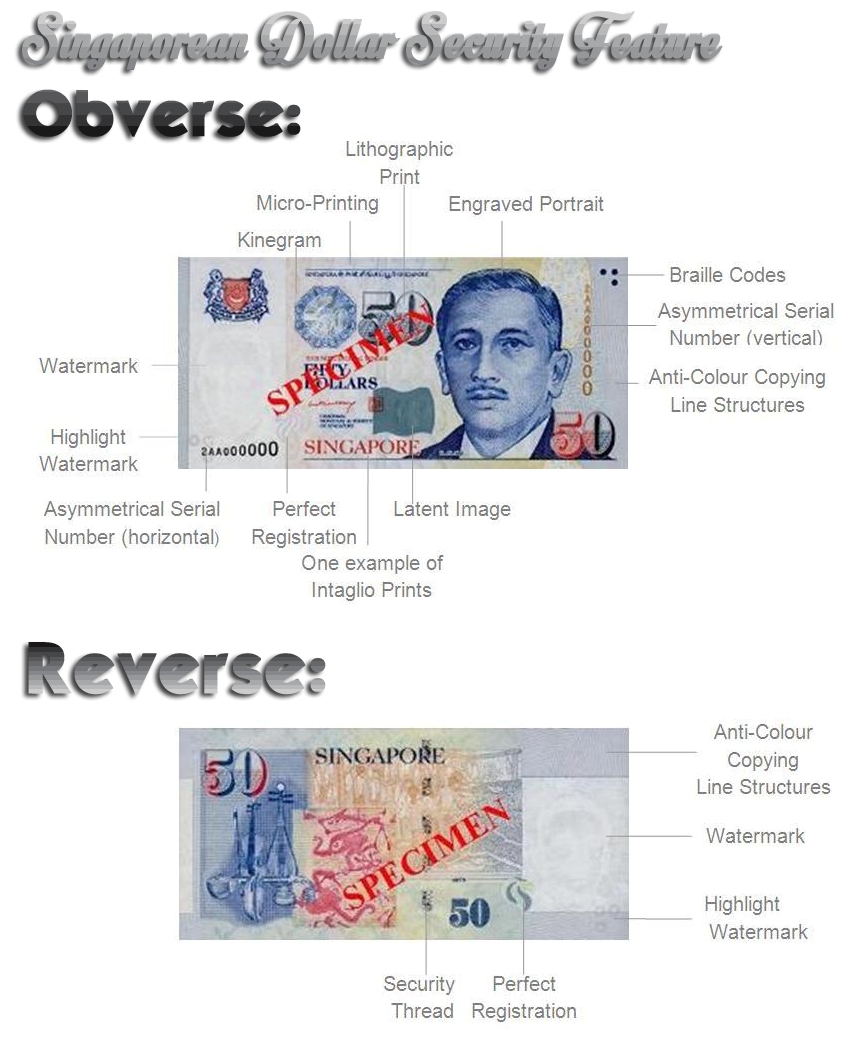 Singaporean Dollar Security Feature
Obverse:
Lithographic
Print
Micro-Printing
Engraved Portrait
Kinegram
Braille Codes
Asymmetrical Serial
Number (vertical)
Anti-Colour Copying
Line Structures
Watermark
Highlight
Watermark
50
SPECIMEN
FIFTY
DOLLARS
SINGAPORE
50
2AA000000
2AA000000
Asymmetrical Serial
Number (horizontal)
Perfect
Registration
Latent Image
One example of
Intaglio Prints
Reverse:
50
SINGAPORE
SPECIMEN
50
Anti-Colour
Copying
Line Structures
Watermark
Highlight
Watermark
Security
Thread
Perfect
Registration